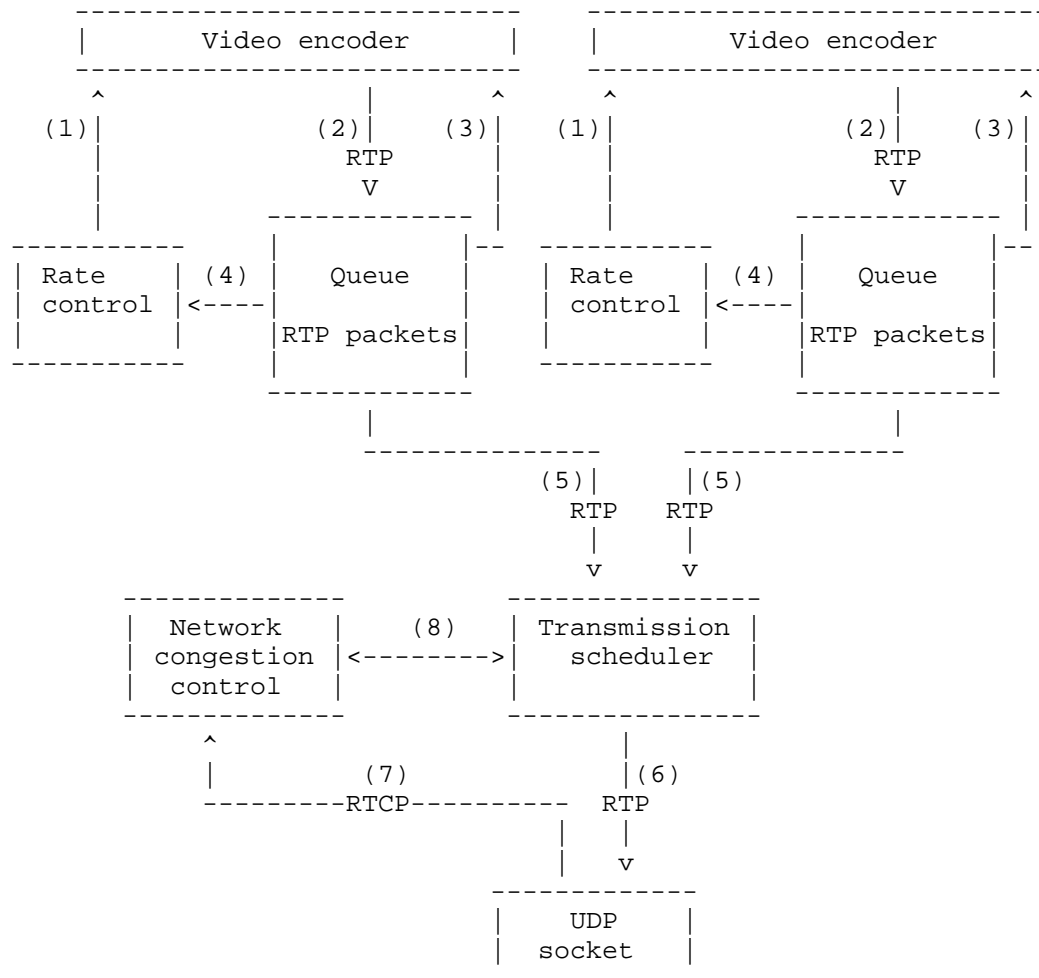 Video encoder Video encoder
(1) (2) (3) (1) (2) (3)
RTP RTP
V V
Rate (4) Queue Rate (4) Queue
control control
RTP packets RTP packets
(5) (5)
RTP RTP
v v
Network (8) Transmission
congestion scheduler
control
(7) (6)
RTCP RTP
v
UDP
socket